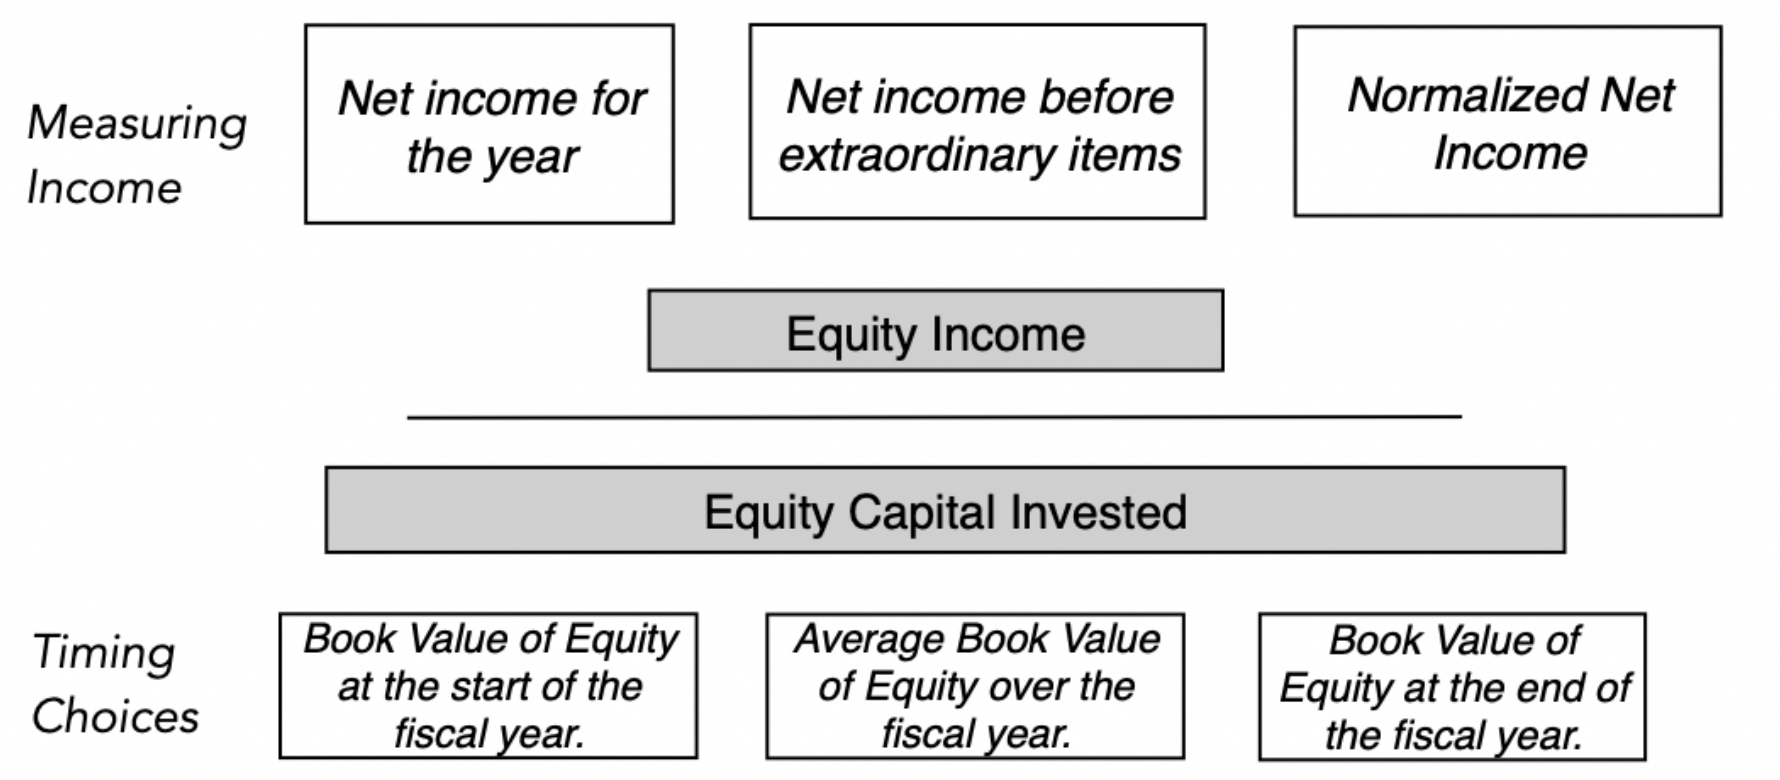 Measuring
Income
Net income for
the year
Net income before
extraordinary items
Normalized Net
Income
Equity Income
Equity Capital Invested
Timing
Choices
Book Value of Equity
at the start of the
fiscal year.
Average Book Value
of Equity over the
fiscal year.
Book Value of
Equity at the end of
the fiscal year.